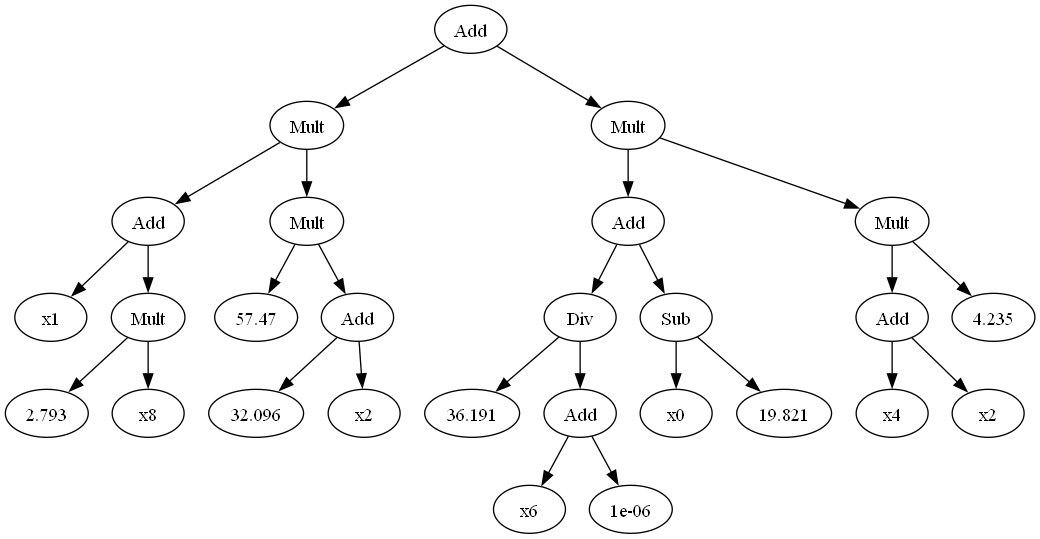 Add
Mult Mult
Add Mult Add Mult
x1 Mult 57.47 Add Div Sub Add 4.235
2.793 x8 32.096 x2 36.191 Add x0 19.821 x4 x2
x6 1e-06